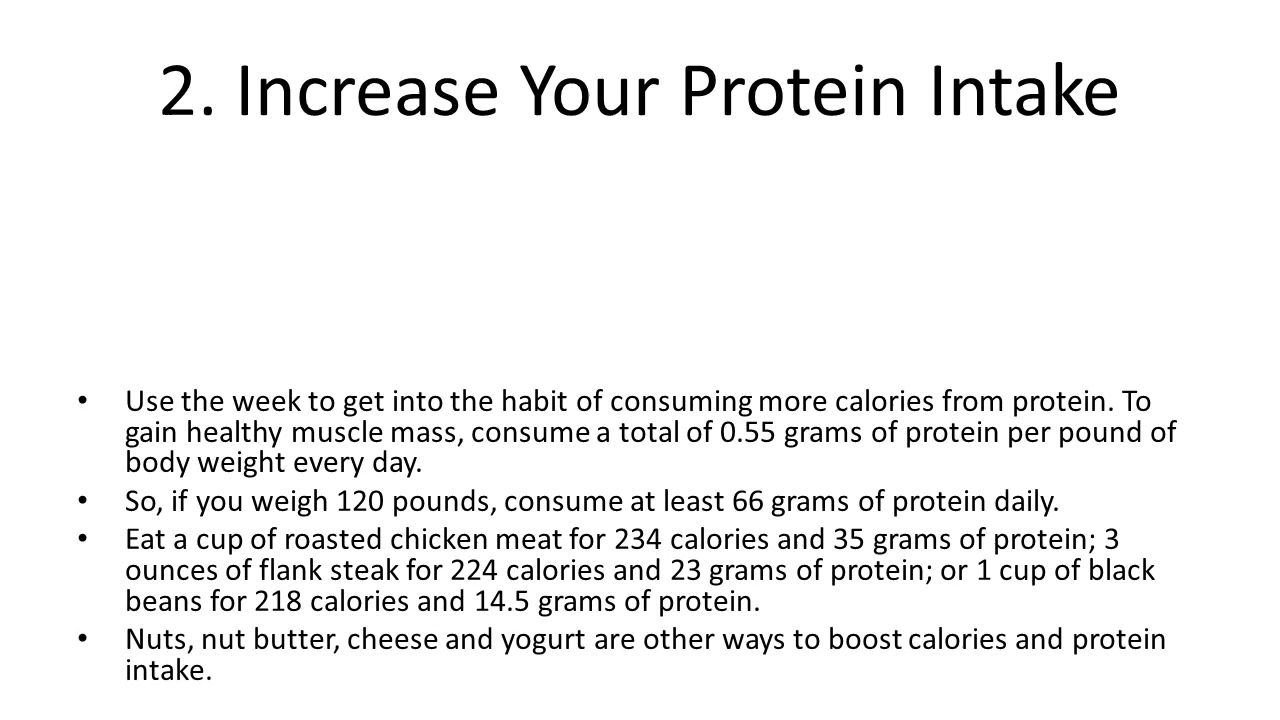 2. Increase Your Protein Intake
• Use the week to get into the habit of consuming more calories from protein. To
gain healthy muscle mass, consume a total of 0.55 grams of protein per pound of
body weight every day.
• So, if you weigh 120 pounds, consume at least 66 grams of protein daily.
• Eat a cup of roasted chicken meat for 234 calories and 35 grams of protein; 3
ounces of flank steak for 224 calories and 23 grams of protein; or 1 cup of black
beans for 218 calories and 14.5 grams of protein.
• Nuts, nut butter, cheese and yogurt are other ways to boost calories and protein
intake.